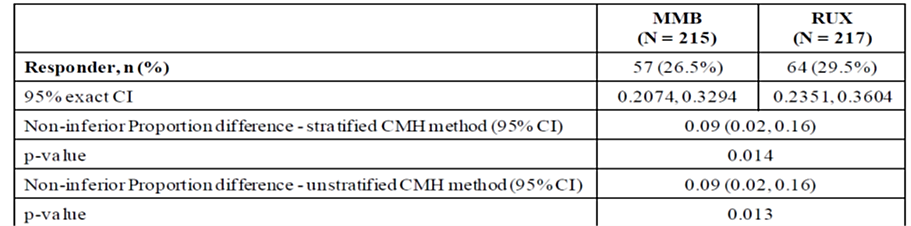 MMB RUX
(N = 215) (N = 217)
Responder, n (%) 57 (26.5%) 64 (29.5%)
95% exact CI 0.2074, 0.3294 0.2351, 0.3604
Non-inferior Proportion difference - stratified CMH method (95% CI) 0.09 (0.02, 0.16)
p-value 0.014
Non-inferior Proportion difference - unstratified CMH method (95% CI) 0.09 (0.02, 0.16)
p-value 0.013